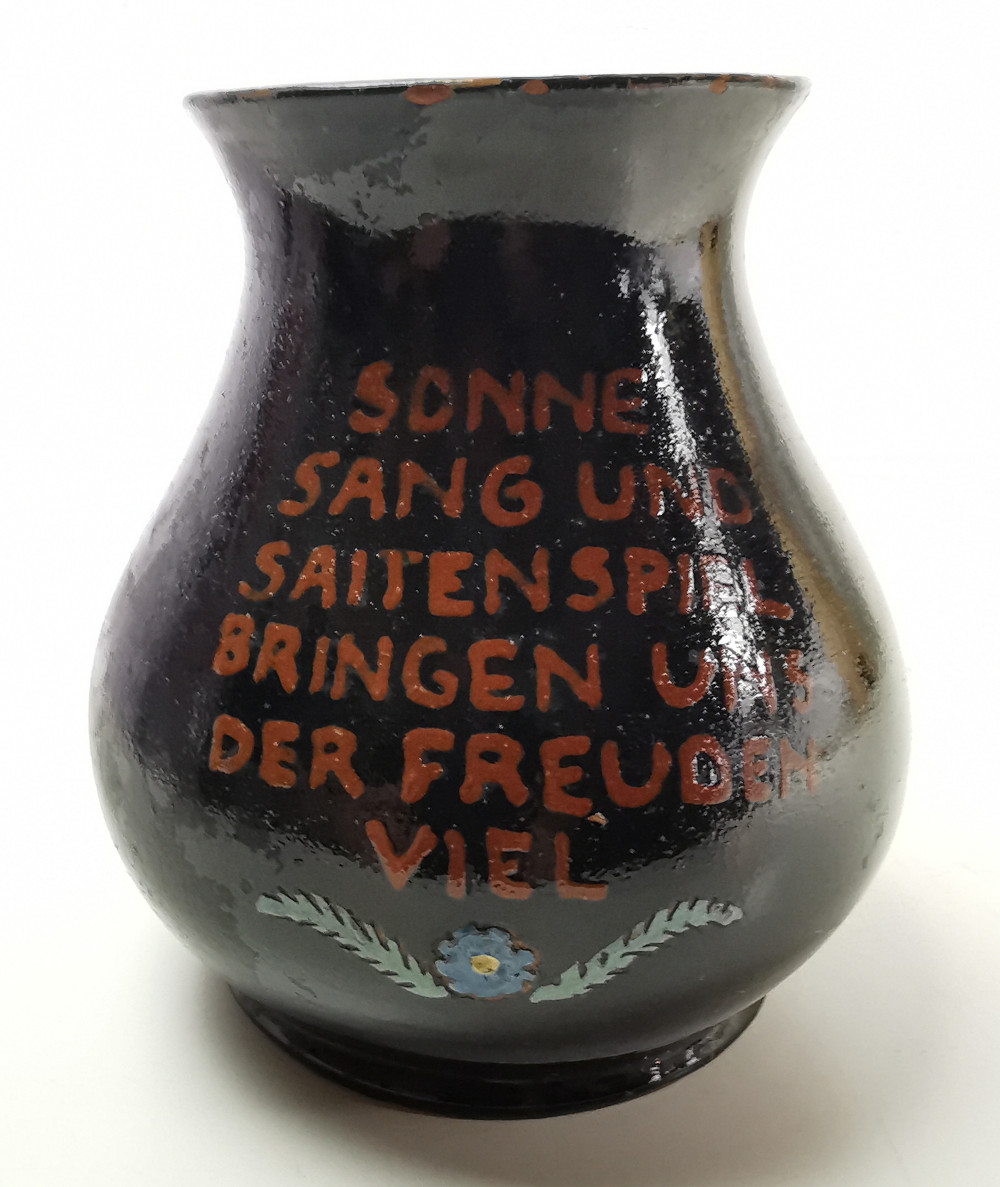 SONNE
SANG UND
SAITENSPIEL
BRINGEN UNS
DER FREUDEN
VIEL